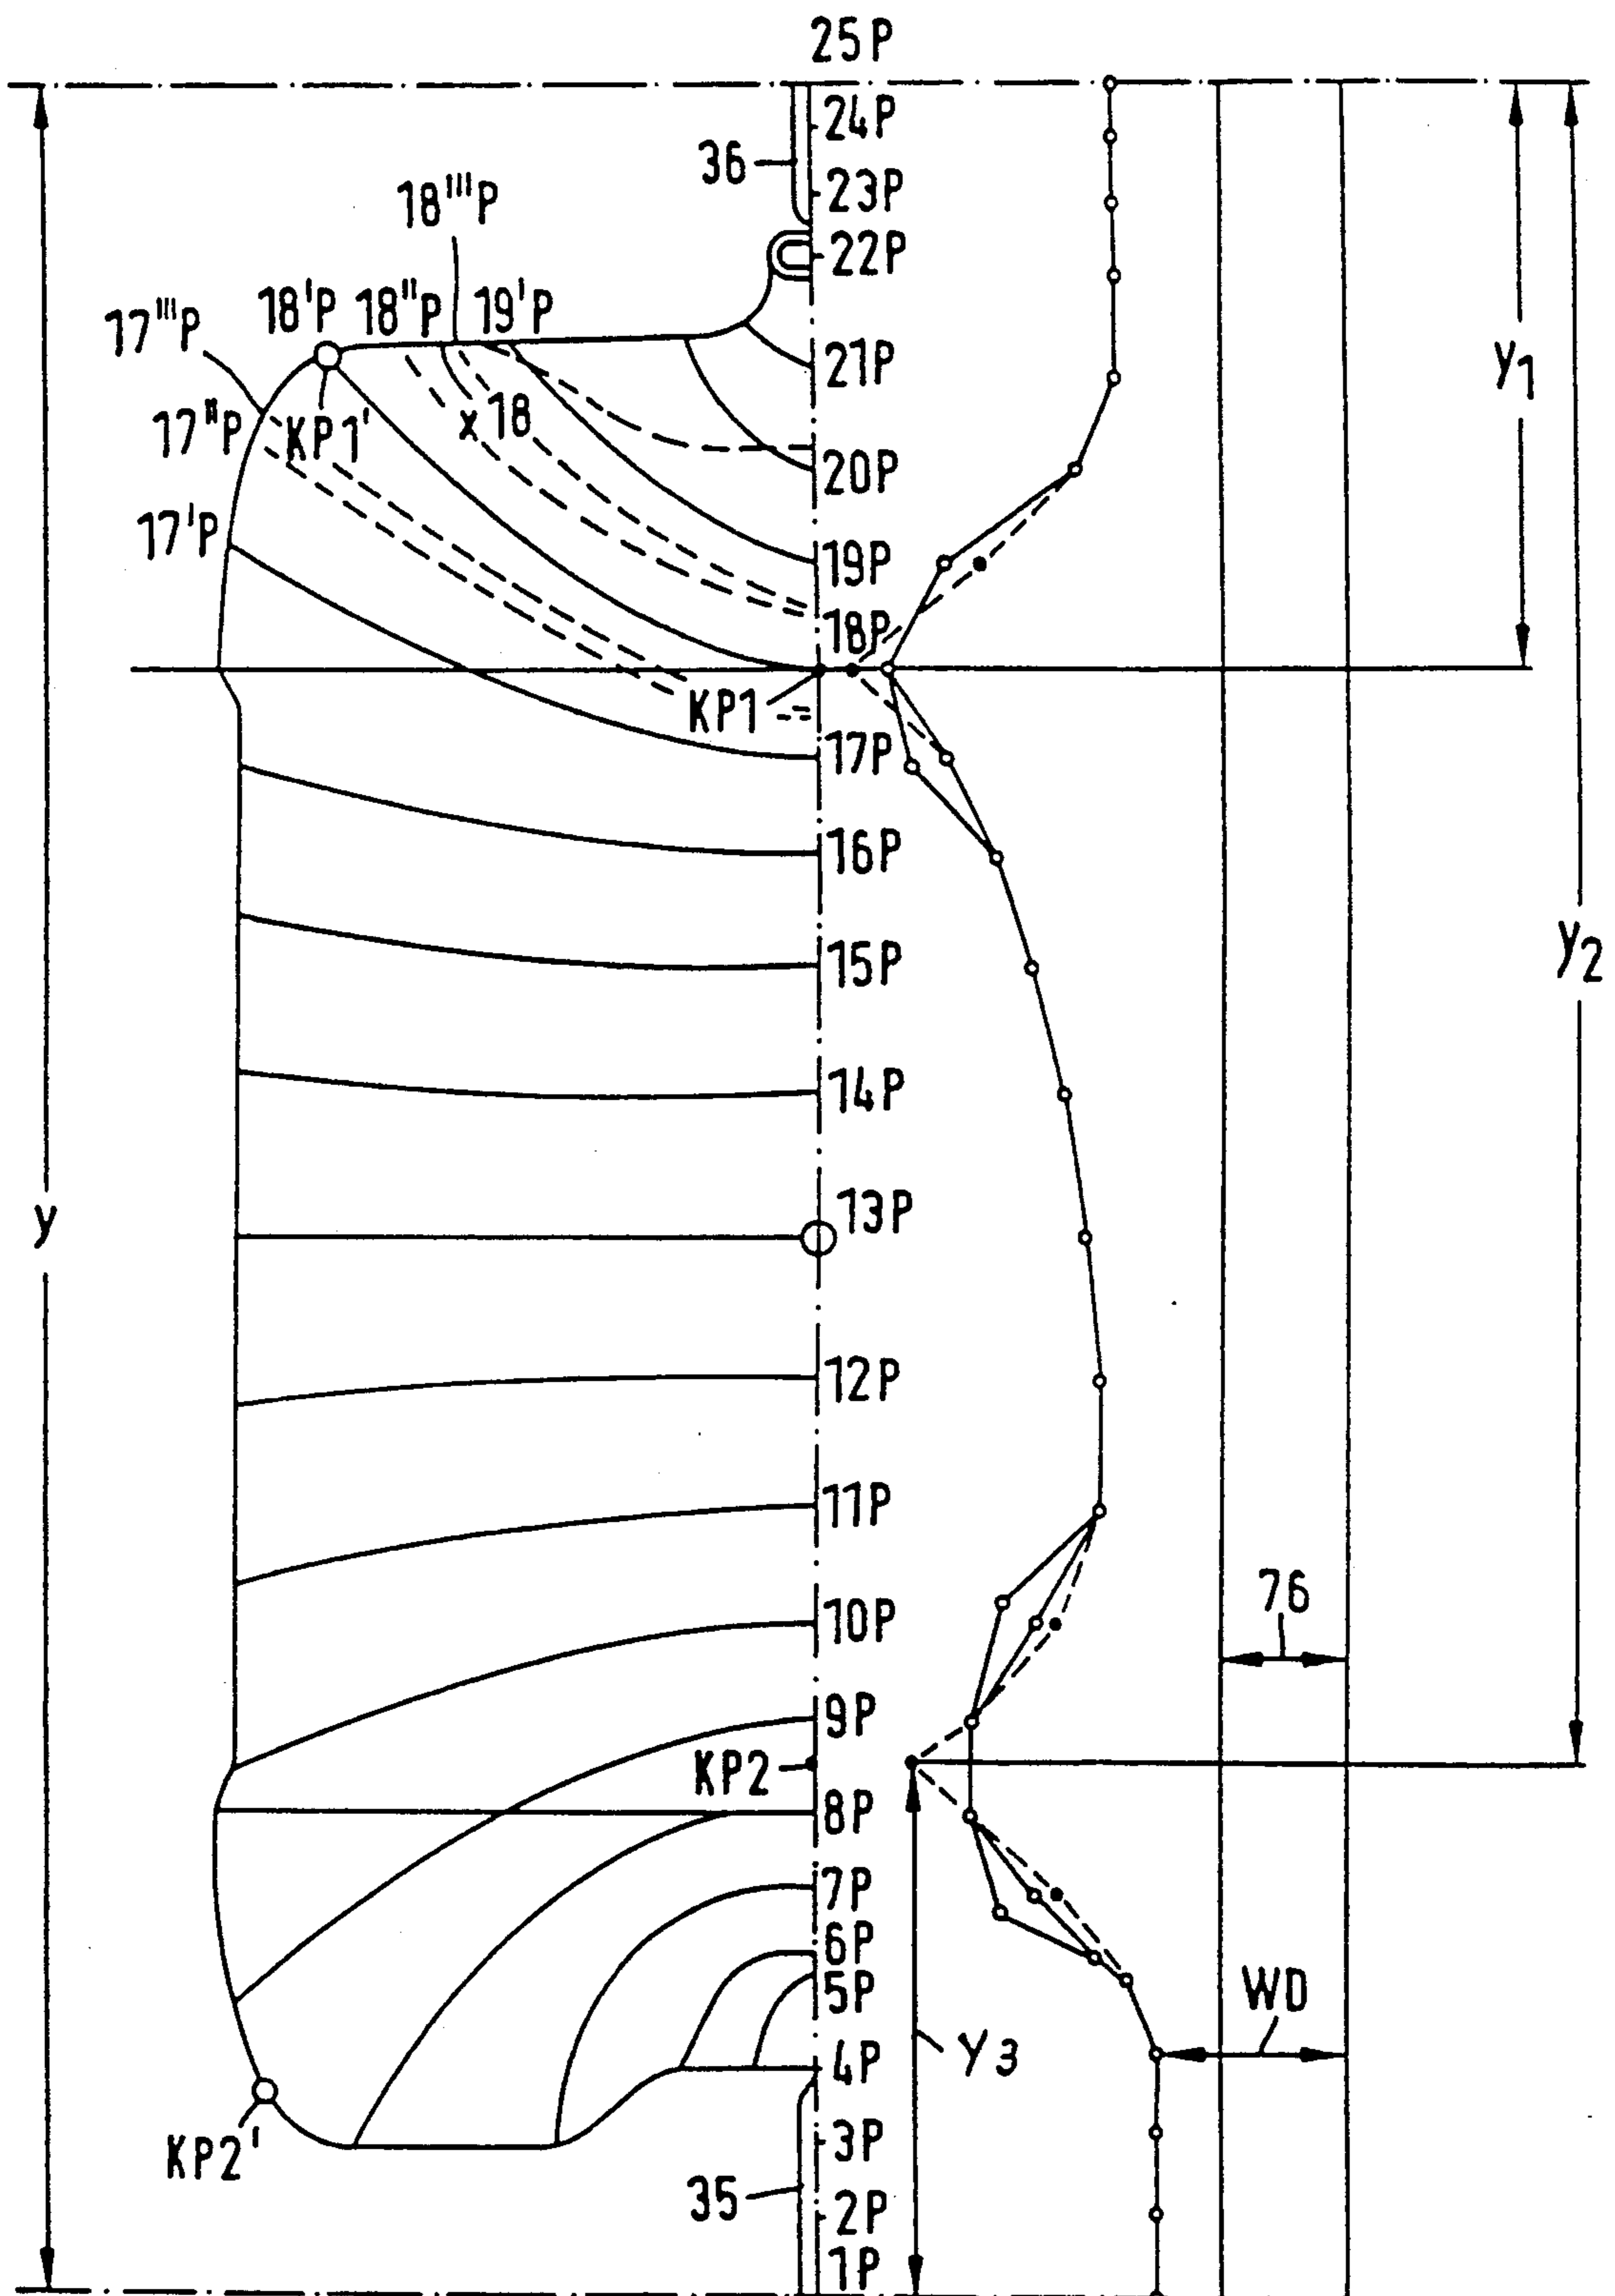 25P
24P
36
23P
18'''P
22P
18'P 18''P 19'P
17'''P
21P
y1
17''P KP1' x18
20P
17'P
19P
18P
KP1
17P
16P
y2
15P
14P
y
13P
12P
11P
76
10P
9P
KP2
8P
7P
6P
5P
WD
4P
Y3
3P
KP2'
35
2P
1P